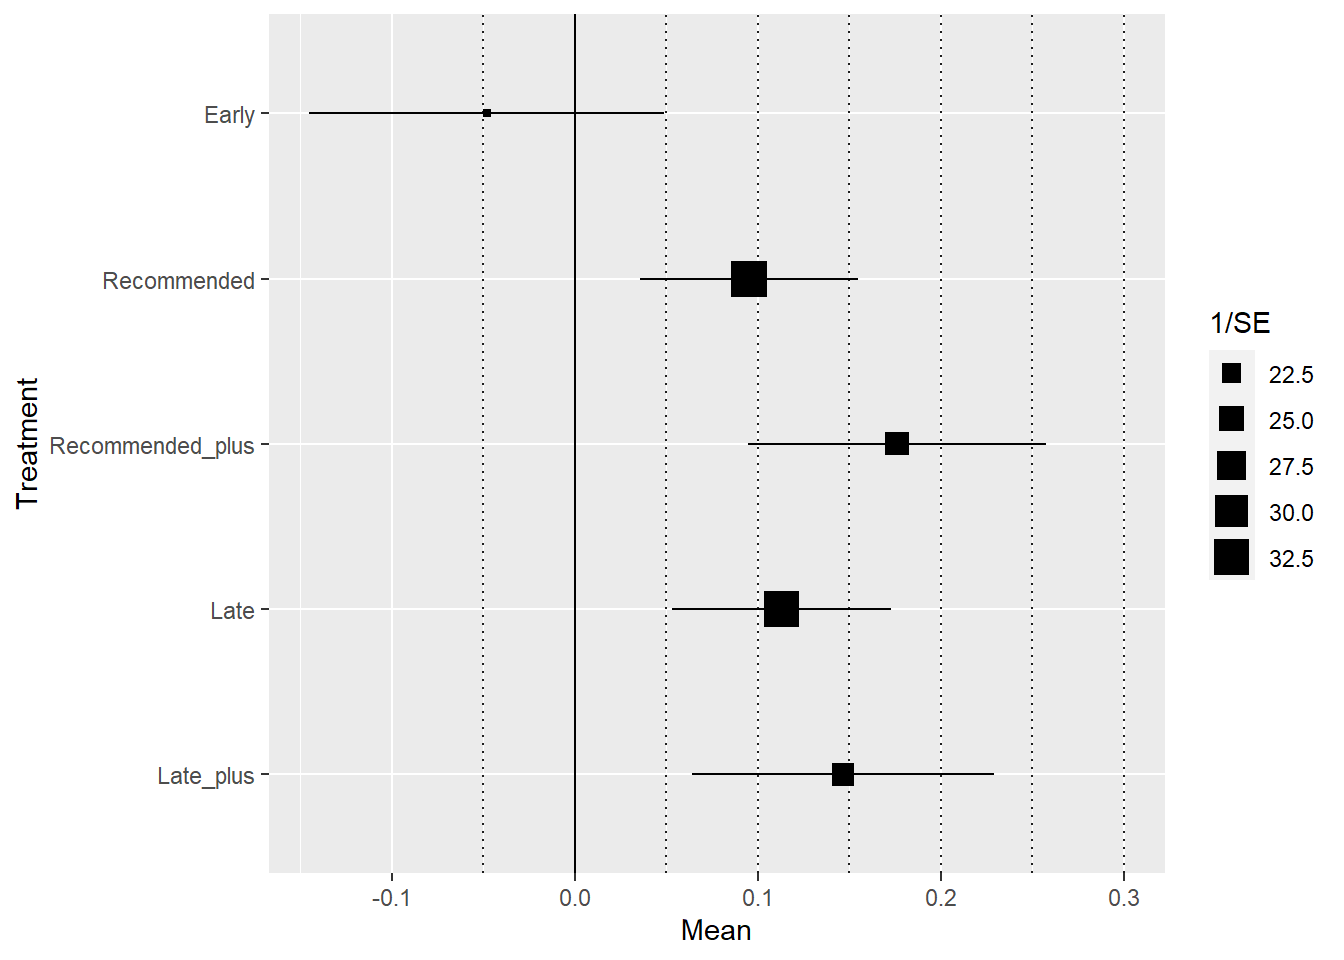 Treatment
Early
Recommended
Recommended_plus
Late
Late_plus
-0.1
0.0
0.1
0.2
0.3
Mean
1/SE
22.5
25.0
27.5
30.0
32.5